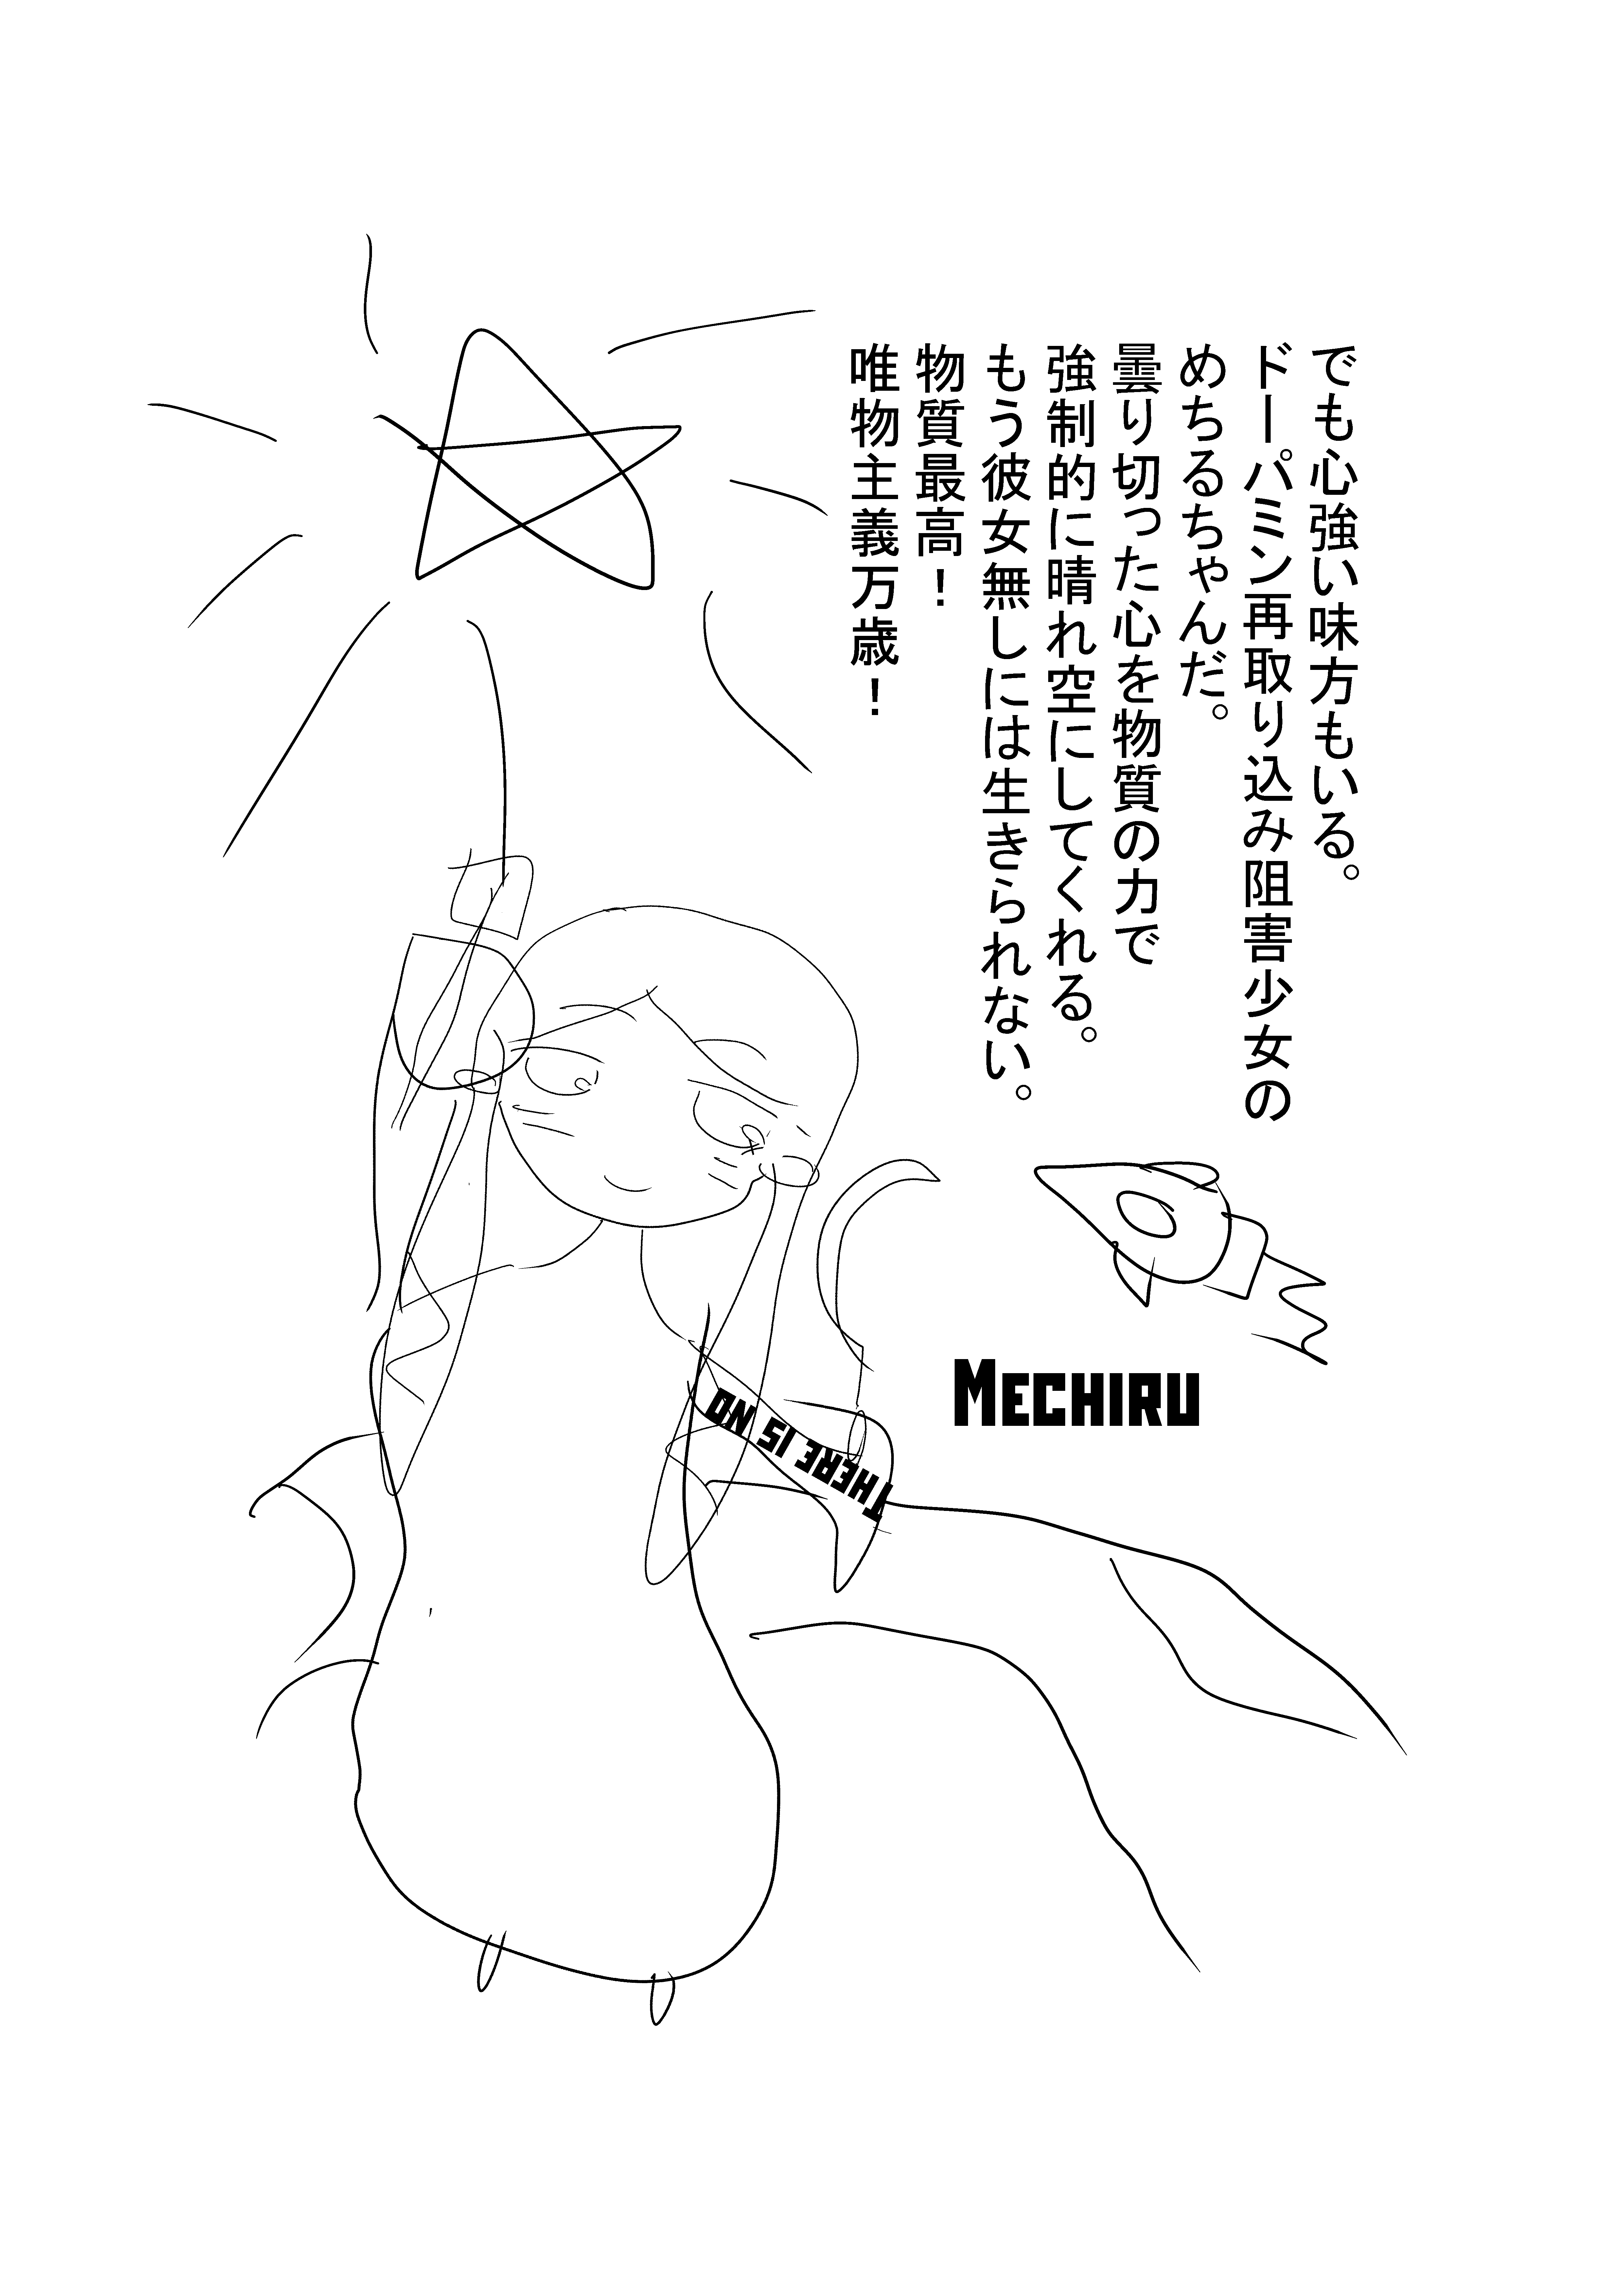 でも心強い味方もいる。
ドーパミン再取り込み阻害少女の
めちるちゃんだ。
曇り切った心を物質の力で
強制的に晴れ空にしてくれる。
もう彼女無しには生きられない。
物質最高！
唯物主義万歳！
MECHIRU
THERE IS NO